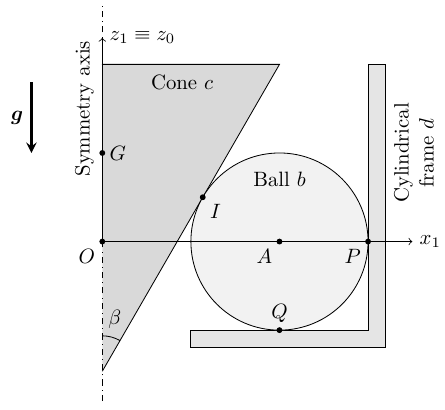 z₁ ≡ z₀
Cone c
g
Symmetry axis
G
Cylindrical
frame d
Ball b
I
O
A
P
x₁
Q
β